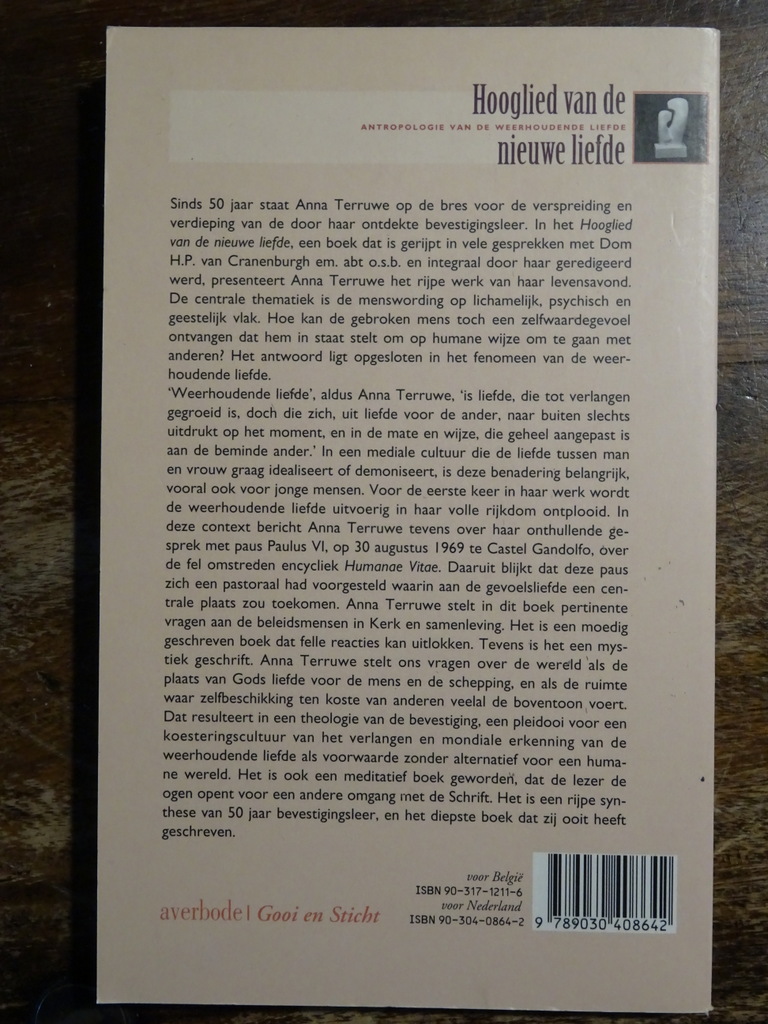 Hooglied van de
ANTROPOLOGIE VAN DE WEERHOUDENDE LIEFDE
nieuwe liefde
Sinds 50 jaar staat Anna Terruwe op de bres voor de verspreiding en
verdieping van de door haar ontdekte bevestigingsleer. In het Hooglied
van de nieuwe liefde, een boek dat is gerijpt in vele gesprekken met Dom
H.P. van Cranenburgh em. abt o.s.b. en integraal door haar geredigeerd
werd, presenteert Anna Terruwe het rijpe werk van haar levensavond.
De centrale thematiek is de menswording op lichamelijk, psychisch en
geestelijk vlak. Hoe kan de gebroken mens toch een zelfwaardegevoel
ontvangen dat hem in staat stelt om op humane wijze om te gaan met
anderen? Het antwoord ligt opgesloten in het fenomeen van de weer-
houdende liefde.
'Weerhoudende liefde', aldus Anna Terruwe, 'is liefde, die tot verlangen
gegroeid is, doch die zich, uit liefde voor de ander, naar buiten slechts
uitdrukt op het moment, en in de mate en wijze, die geheel aangepast is
aan de beminde ander.' In een mediale cultuur die de liefde tussen man
en vrouw graag idealiseert of demoniseert, is deze benadering belangrijk,
vooral ook voor jonge mensen. Voor de eerste keer in haar werk wordt
de weerhoudende liefde uitvoerig in haar volle rijkdom ontplooid. In
deze context bericht Anna Terruwe tevens over haar onthullende ge-
sprek met paus Paulus VI, op 30 augustus 1969 te Castel Gandolfo, over
de fel omstreden encycliek Humanae Vitae. Daaruit blijkt dat deze paus
zich een pastoraal had voorgesteld waarin aan de gevoelsliefde een cen-
trale plaats zou toekomen. Anna Terruwe stelt in dit boek pertinente
vragen aan de beleidsmensen in Kerk en samenleving. Het is een moedig
geschreven boek dat felle reacties kan uitlokken. Tevens is het een mys-
tiek geschrift. Anna Terruwe stelt ons vragen over de wereld als de
plaats van Gods liefde voor de mens en de schepping, en als de ruimte
waar zelfbeschikking ten koste van anderen veelal de boventoon voert.
Dat resulteert in een theologie van de bevestiging, een pleidooi voor een
koesteringscultuur van het verlangen en mondiale erkenning van de
weerhoudende liefde als voorwaarde zonder alternatief voor een huma-
ne wereld. Het is ook een meditatief boek geworden, dat de lezer de
ogen opent voor een andere omgang met de Schrift. Het is een rijpe syn-
these van 50 jaar bevestigingsleer, en het diepste boek dat zij ooit heeft
geschreven.
averbode | Gooi en Sticht
voor België
ISBN 90-317-1211-6
voor Nederland
ISBN 90-304-0864-2
9 789030 408642